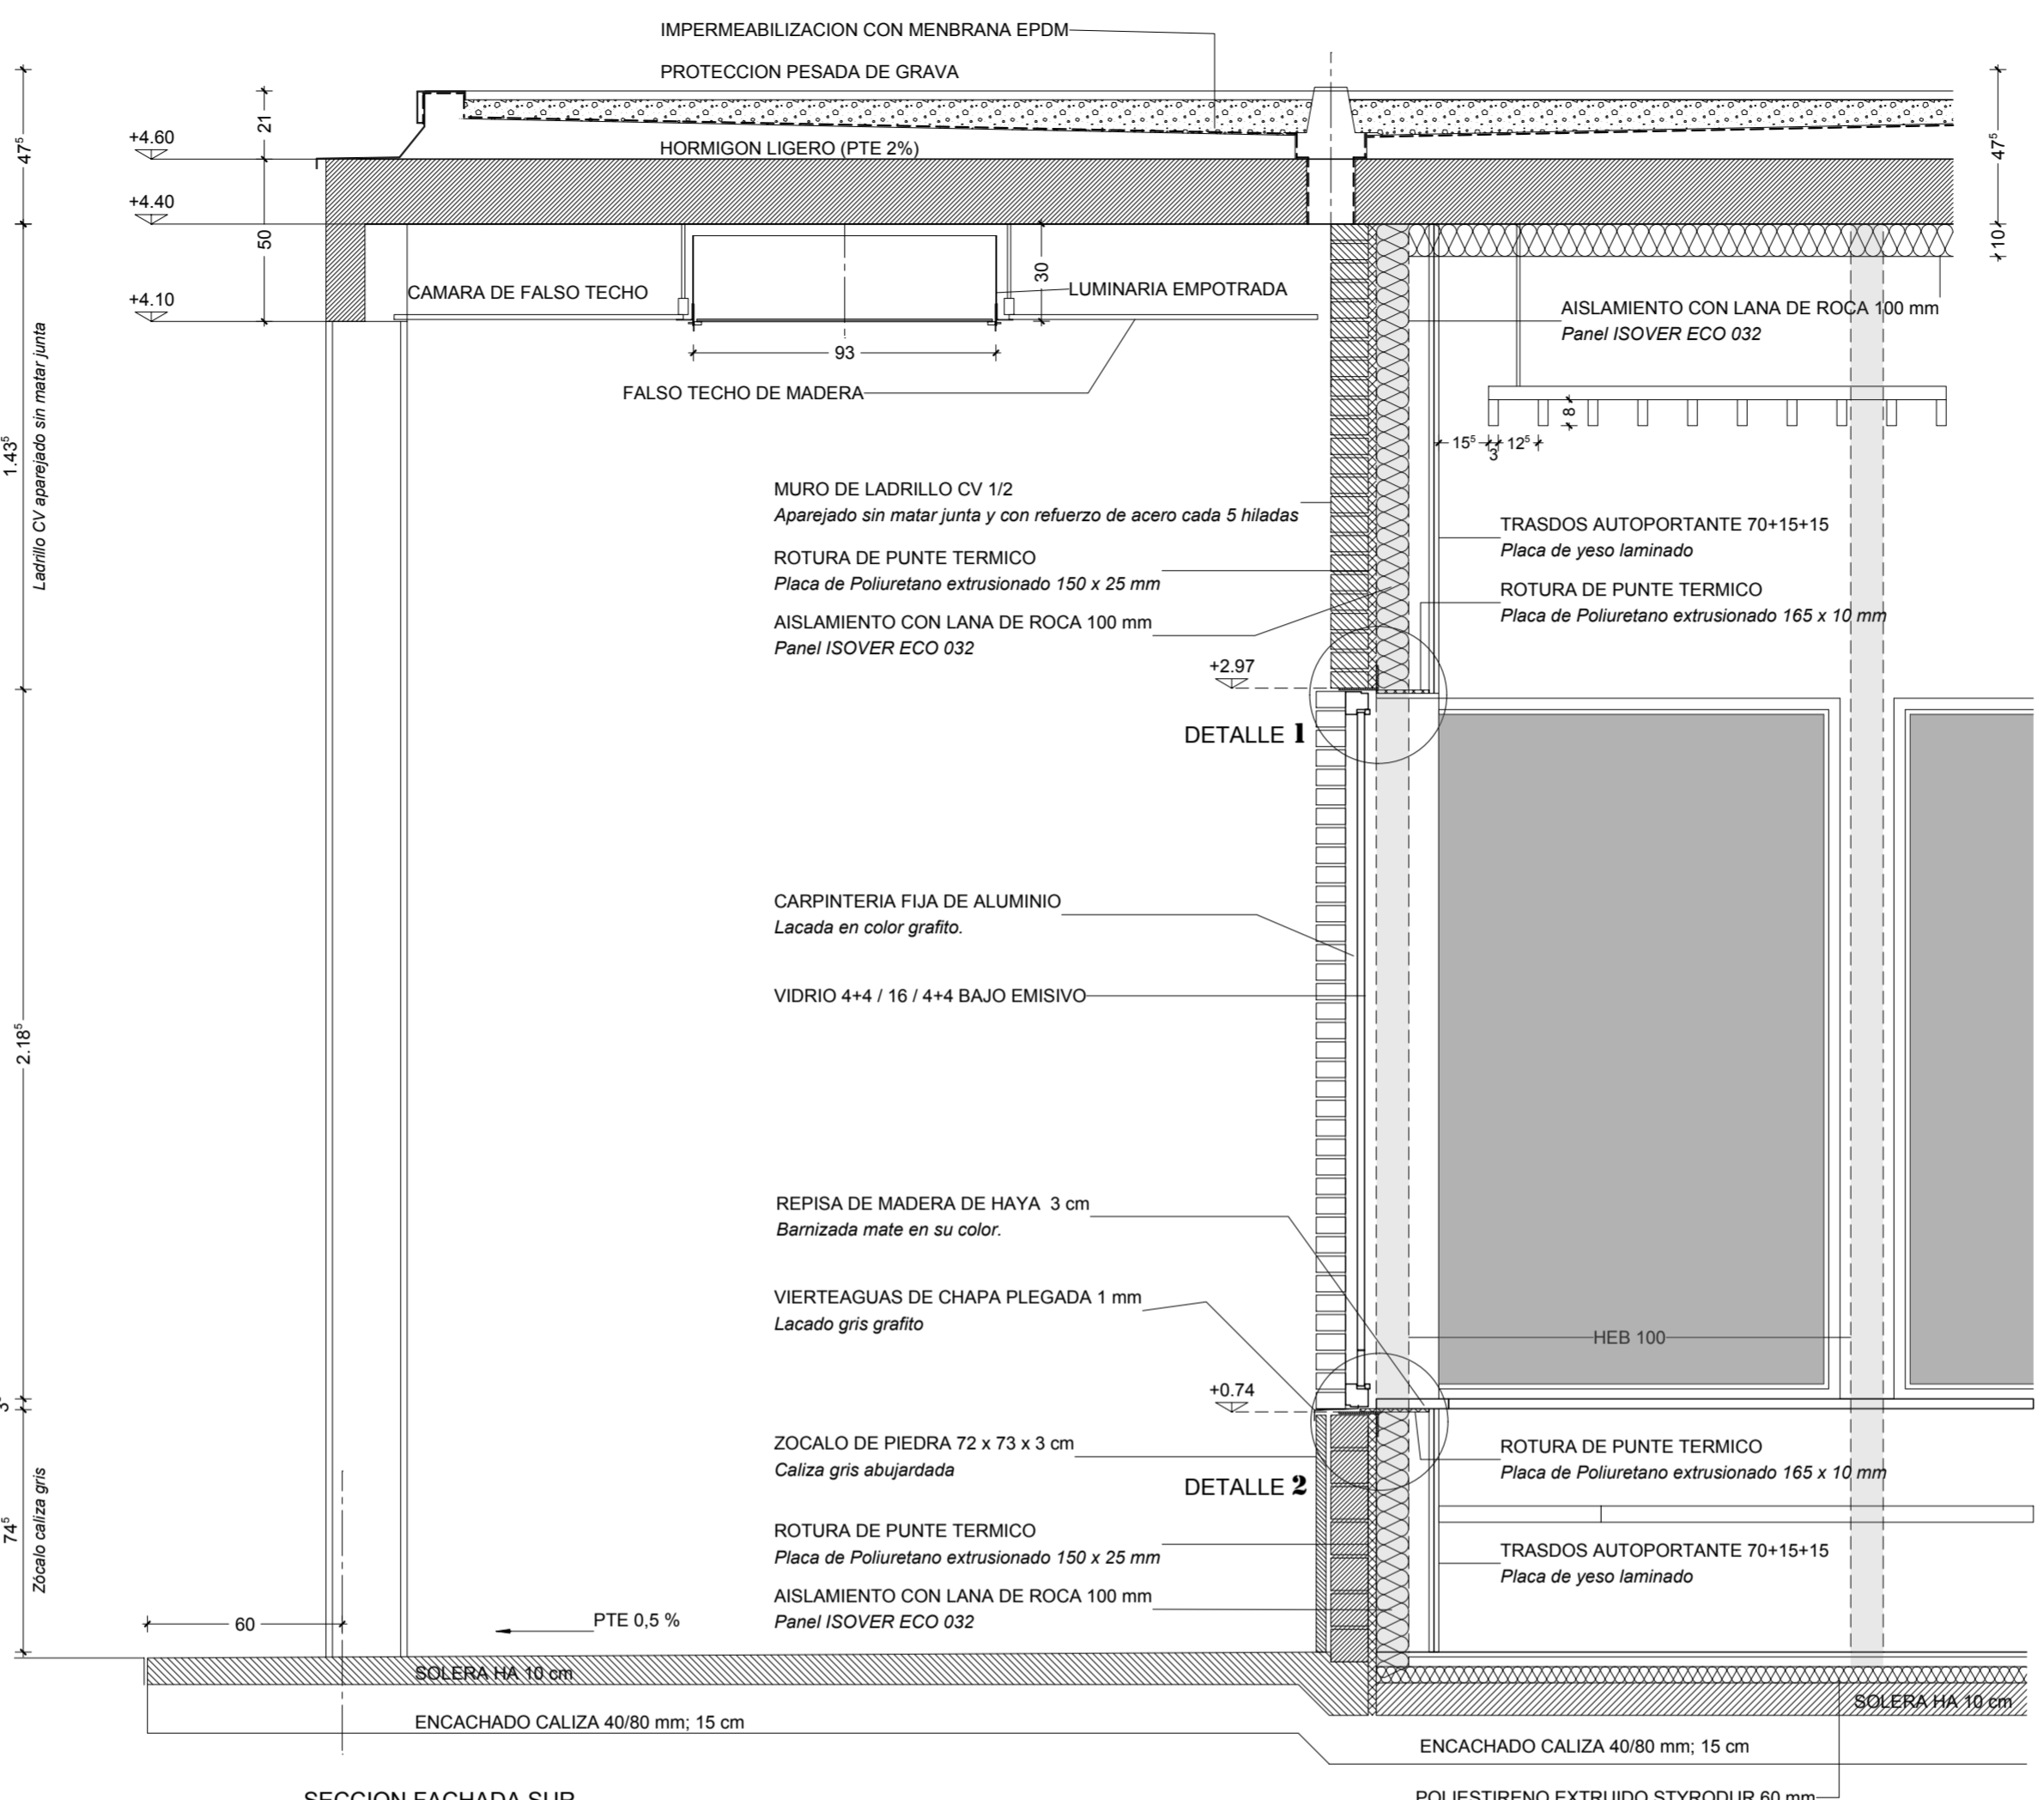 IMPERMEABILIZACION CON MENBRANA EPDM
PROTECCION PESADA DE GRAVA
HORMIGON LIGERO (PTE 2%)
21
47⁵
47⁵
+4.60
+4.40
50
30
10
CAMARA DE FALSO TECHO
LUMINARIA EMPOTRADA
+4.10
AISLAMIENTO CON LANA DE ROCA 100 mm
Panel ISOVER ECO 032
93
FALSO TECHO DE MADERA
8
15⁵
3
12⁵
1.43⁵
Ladrillo CV aparejado sin matar junta
MURO DE LADRILLO CV 1/2
Aparejado sin matar junta y con refuerzo de acero cada 5 hiladas
ROTURA DE PUNTE TERMICO
Placa de Poliuretano extrusionado 150 x 25 mm
AISLAMIENTO CON LANA DE ROCA 100 mm
Panel ISOVER ECO 032
TRASDOS AUTOPORTANTE 70+15+15
Placa de yeso laminado
ROTURA DE PUNTE TERMICO
Placa de Poliuretano extrusionado 165 x 10 mm
+2.97
DETALLE 1
CARPINTERIA FIJA DE ALUMINIO
Lacada en color grafito.
VIDRIO 4+4 / 16 / 4+4 BAJO EMISIVO
2.18⁵
REPISA DE MADERA DE HAYA 3 cm
Barnizada mate en su color.
VIERTEAGUAS DE CHAPA PLEGADA 1 mm
Lacado gris grafito
HEB 100
+0.74
ZOCALO DE PIEDRA 72 x 73 x 3 cm
Caliza gris abujardada
DETALLE 2
ROTURA DE PUNTE TERMICO
Placa de Poliuretano extrusionado 165 x 10 mm
74⁵
Zócalo caliza gris
ROTURA DE PUNTE TERMICO
Placa de Poliuretano extrusionado 150 x 25 mm
TRASDOS AUTOPORTANTE 70+15+15
Placa de yeso laminado
AISLAMIENTO CON LANA DE ROCA 100 mm
Panel ISOVER ECO 032
60
PTE 0,5 %
SOLERA HA 10 cm
SOLERA HA 10 cm
ENCACHADO CALIZA 40/80 mm; 15 cm
ENCACHADO CALIZA 40/80 mm; 15 cm
SECCION FACHADA SUR
POLIESTIRENO EXTRUIDO STYRODUR 60 mm